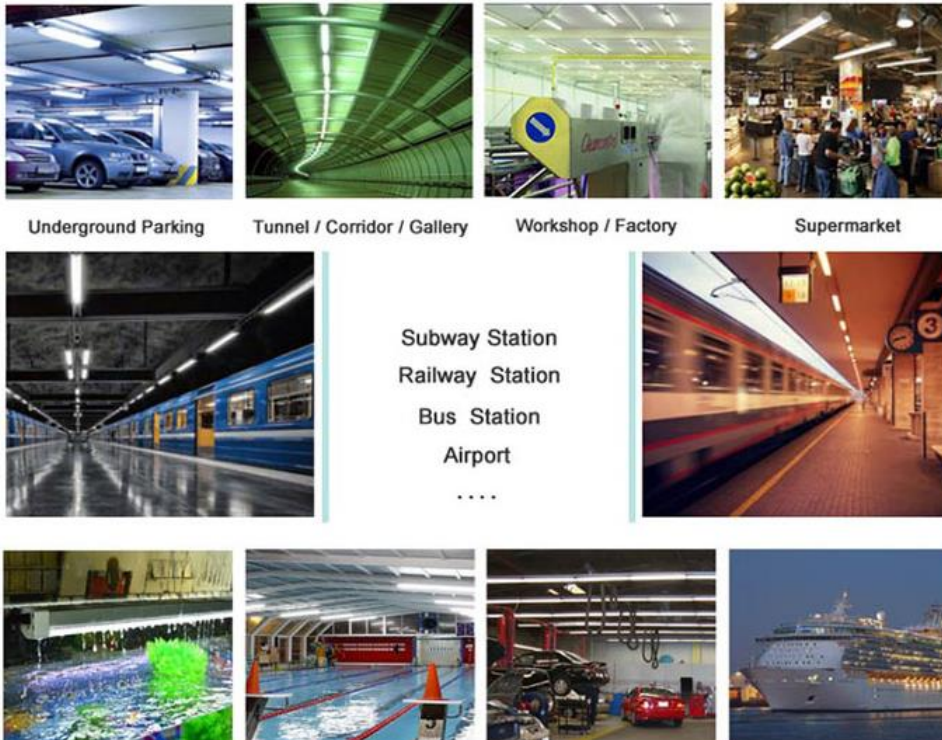 Underground Parking
Tunnel / Corridor / Gallery
Workshop / Factory
Supermarket
Subway Station
Railway Station
Bus Station
Airport
....
3